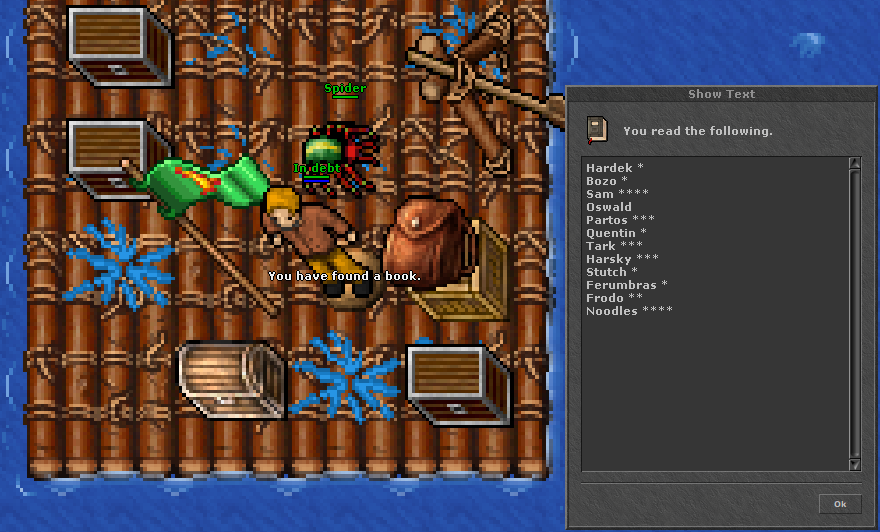 Spider
In debt
You have found a book.
Show Text
You read the following.
Hardek *
Bozo *
Sam ****
Oswald
Partos ***
Quentin *
Tark ***
Harsky ***
Stutch *
Ferumbras *
Frodo **
Noodles ****
Ok